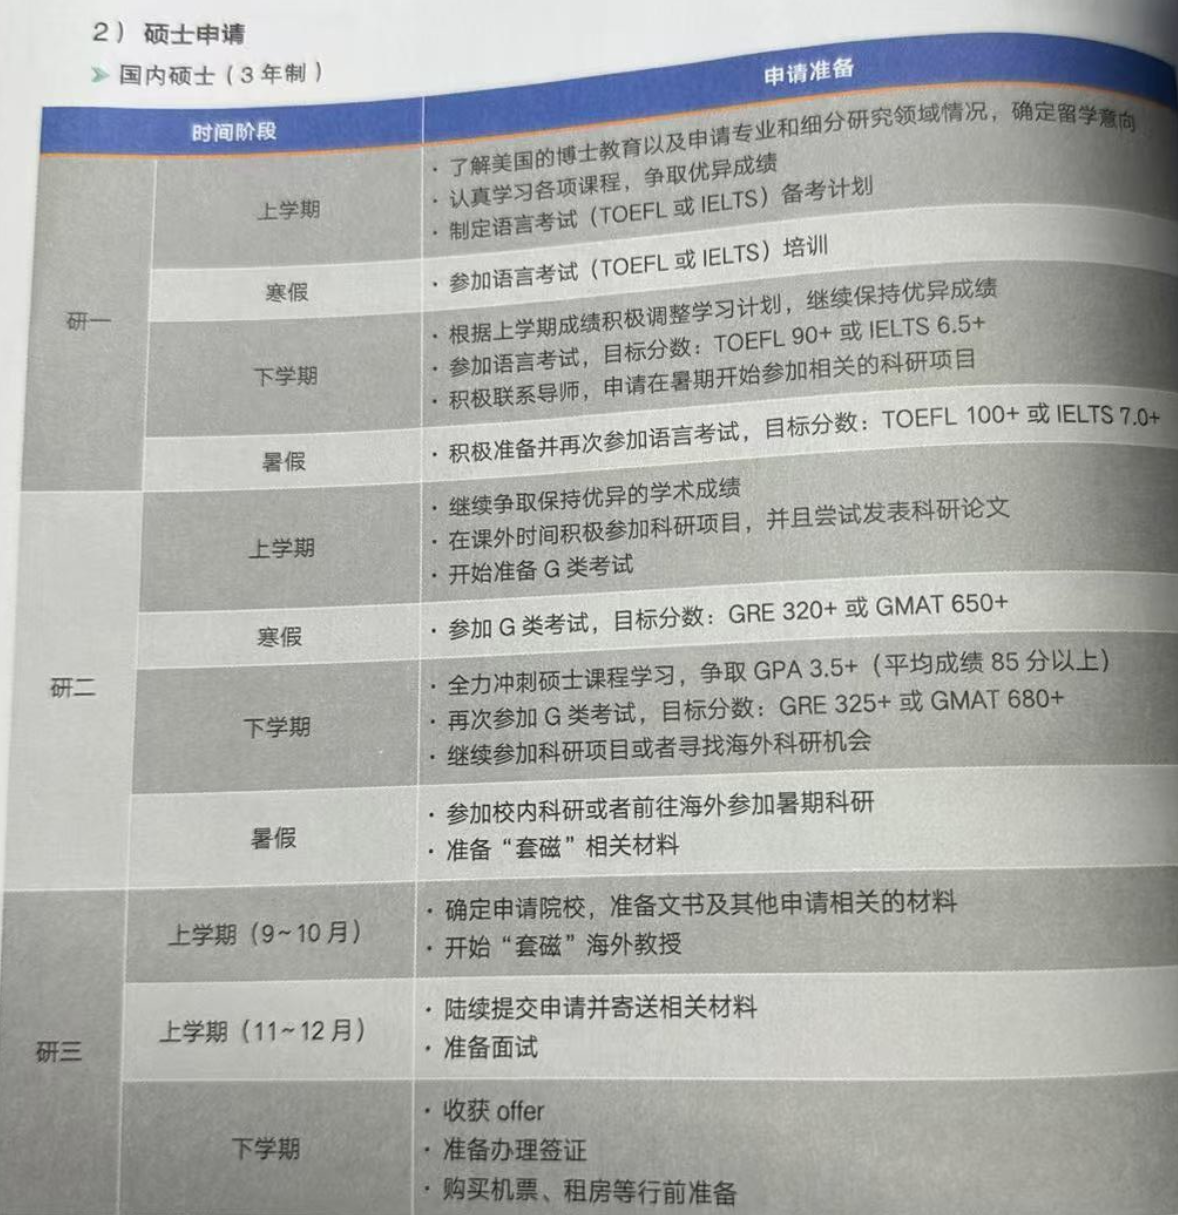 2） 硕士申请
国内硕士（3 年制）
时间阶段
申请准备
研一
上学期
· 了解美国的博士教育以及申请专业和细分研究领域情况，确定留学意向
· 认真学习各项课程，争取优异成绩
· 制定语言考试（TOEFL 或 IELTS）备考计划
寒假
· 参加语言考试（TOEFL 或 IELTS）培训
下学期
· 根据上学期成绩积极调整学习计划，继续保持优异成绩
· 参加语言考试，目标分数：TOEFL 90+ 或 IELTS 6.5+
· 积极联系导师，申请在暑期开始参加相关的科研项目
暑假
· 积极准备并再次参加语言考试，目标分数：TOEFL 100+ 或 IELTS 7.0+
研二
上学期
· 继续争取保持优异的学术成绩
· 在课外时间积极参加科研项目，并且尝试发表科研论文
· 开始准备 G 类考试
寒假
· 参加 G 类考试，目标分数：GRE 320+ 或 GMAT 650+
下学期
· 全力冲刺硕士课程学习，争取 GPA 3.5+（平均成绩 85 分以上）
· 再次参加 G 类考试，目标分数：GRE 325+ 或 GMAT 680+
· 继续参加科研项目或者寻找海外科研机会
暑假
· 参加校内科研或者前往海外参加暑期科研
· 准备“套磁”相关材料
研三
上学期（9~10 月）
· 确定申请院校，准备文书及其他申请相关的材料
· 开始“套磁”海外教授
上学期（11~12 月）
· 陆续提交申请并寄送相关材料
· 准备面试
下学期
· 收获 offer
· 准备办理签证
· 购买机票、租房等行前准备